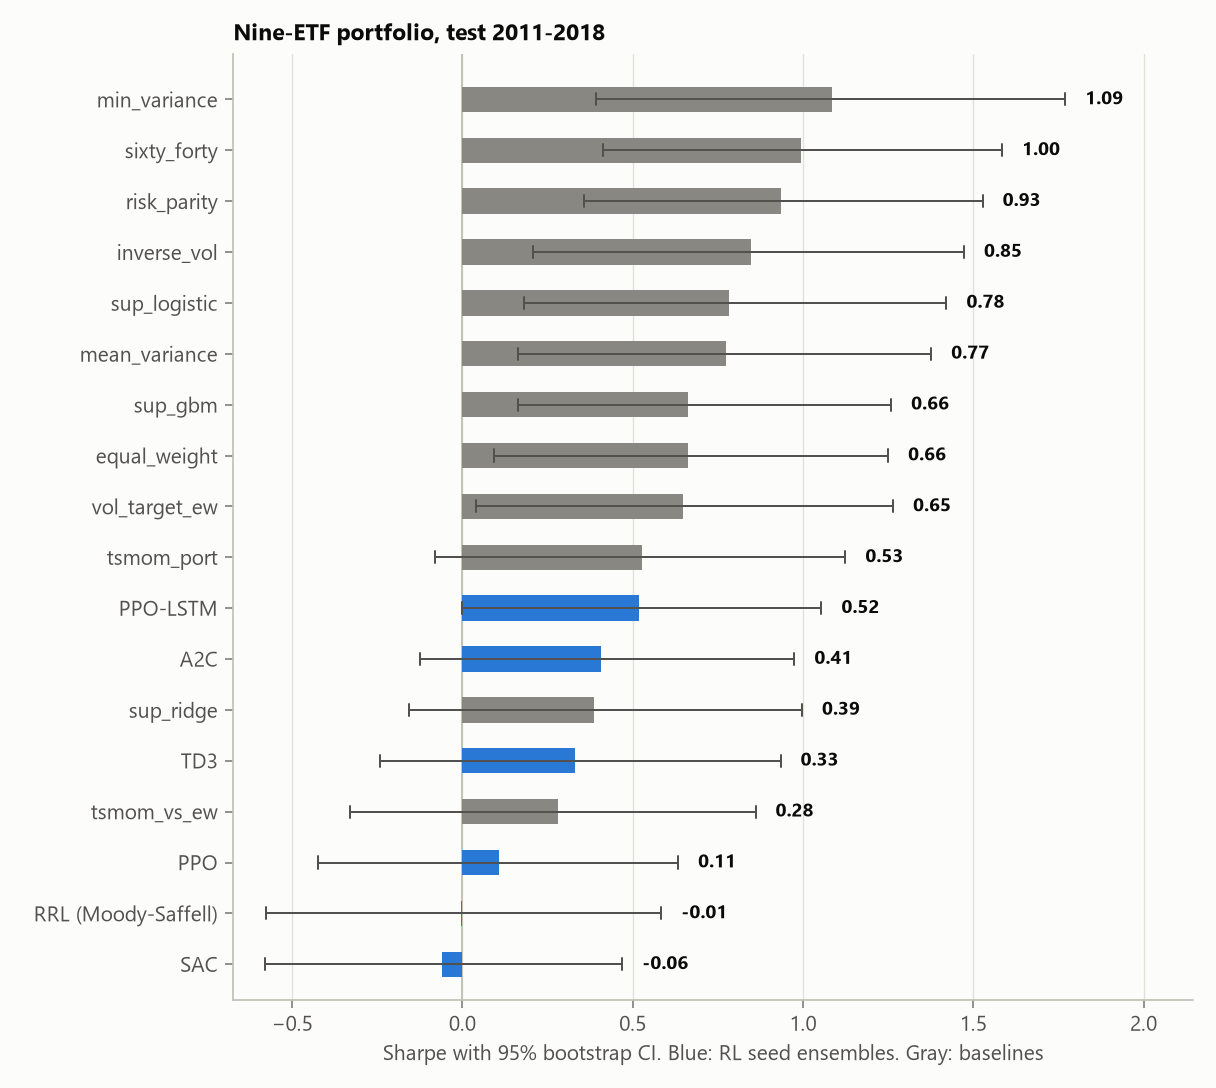 Nine-ETF portfolio, test 2011-2018
min_variance 1.09
sixty_forty 1.00
risk_parity 0.93
inverse_vol 0.85
sup_logistic 0.78
mean_variance 0.77
sup_gbm 0.66
equal_weight 0.66
vol_target_ew 0.65
tsmom_port 0.53
PPO-LSTM 0.52
A2C 0.41
sup_ridge 0.39
TD3 0.33
tsmom_vs_ew 0.28
PPO 0.11
RRL (Moody-Saffell) -0.01
SAC -0.06
−0.5 0.0 0.5 1.0 1.5 2.0
Sharpe with 95% bootstrap CI. Blue: RL seed ensembles. Gray: baselines